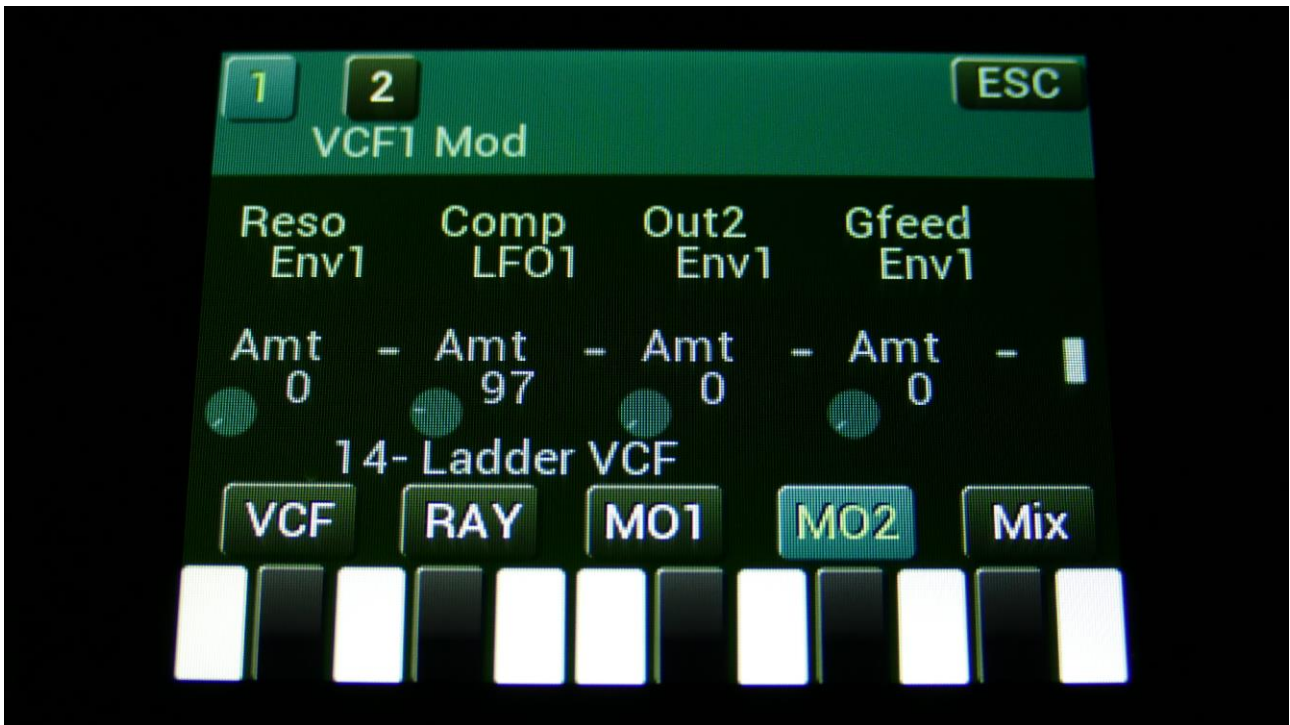 1 2 ESC
VCF1 Mod
Reso Comp Out2 Gfeed
Env1 LFO1 Env1 Env1
Amt - Amt - Amt - Amt -
0 97 0 0
14- Ladder VCF
VCF RAY MO1 MO2 Mix